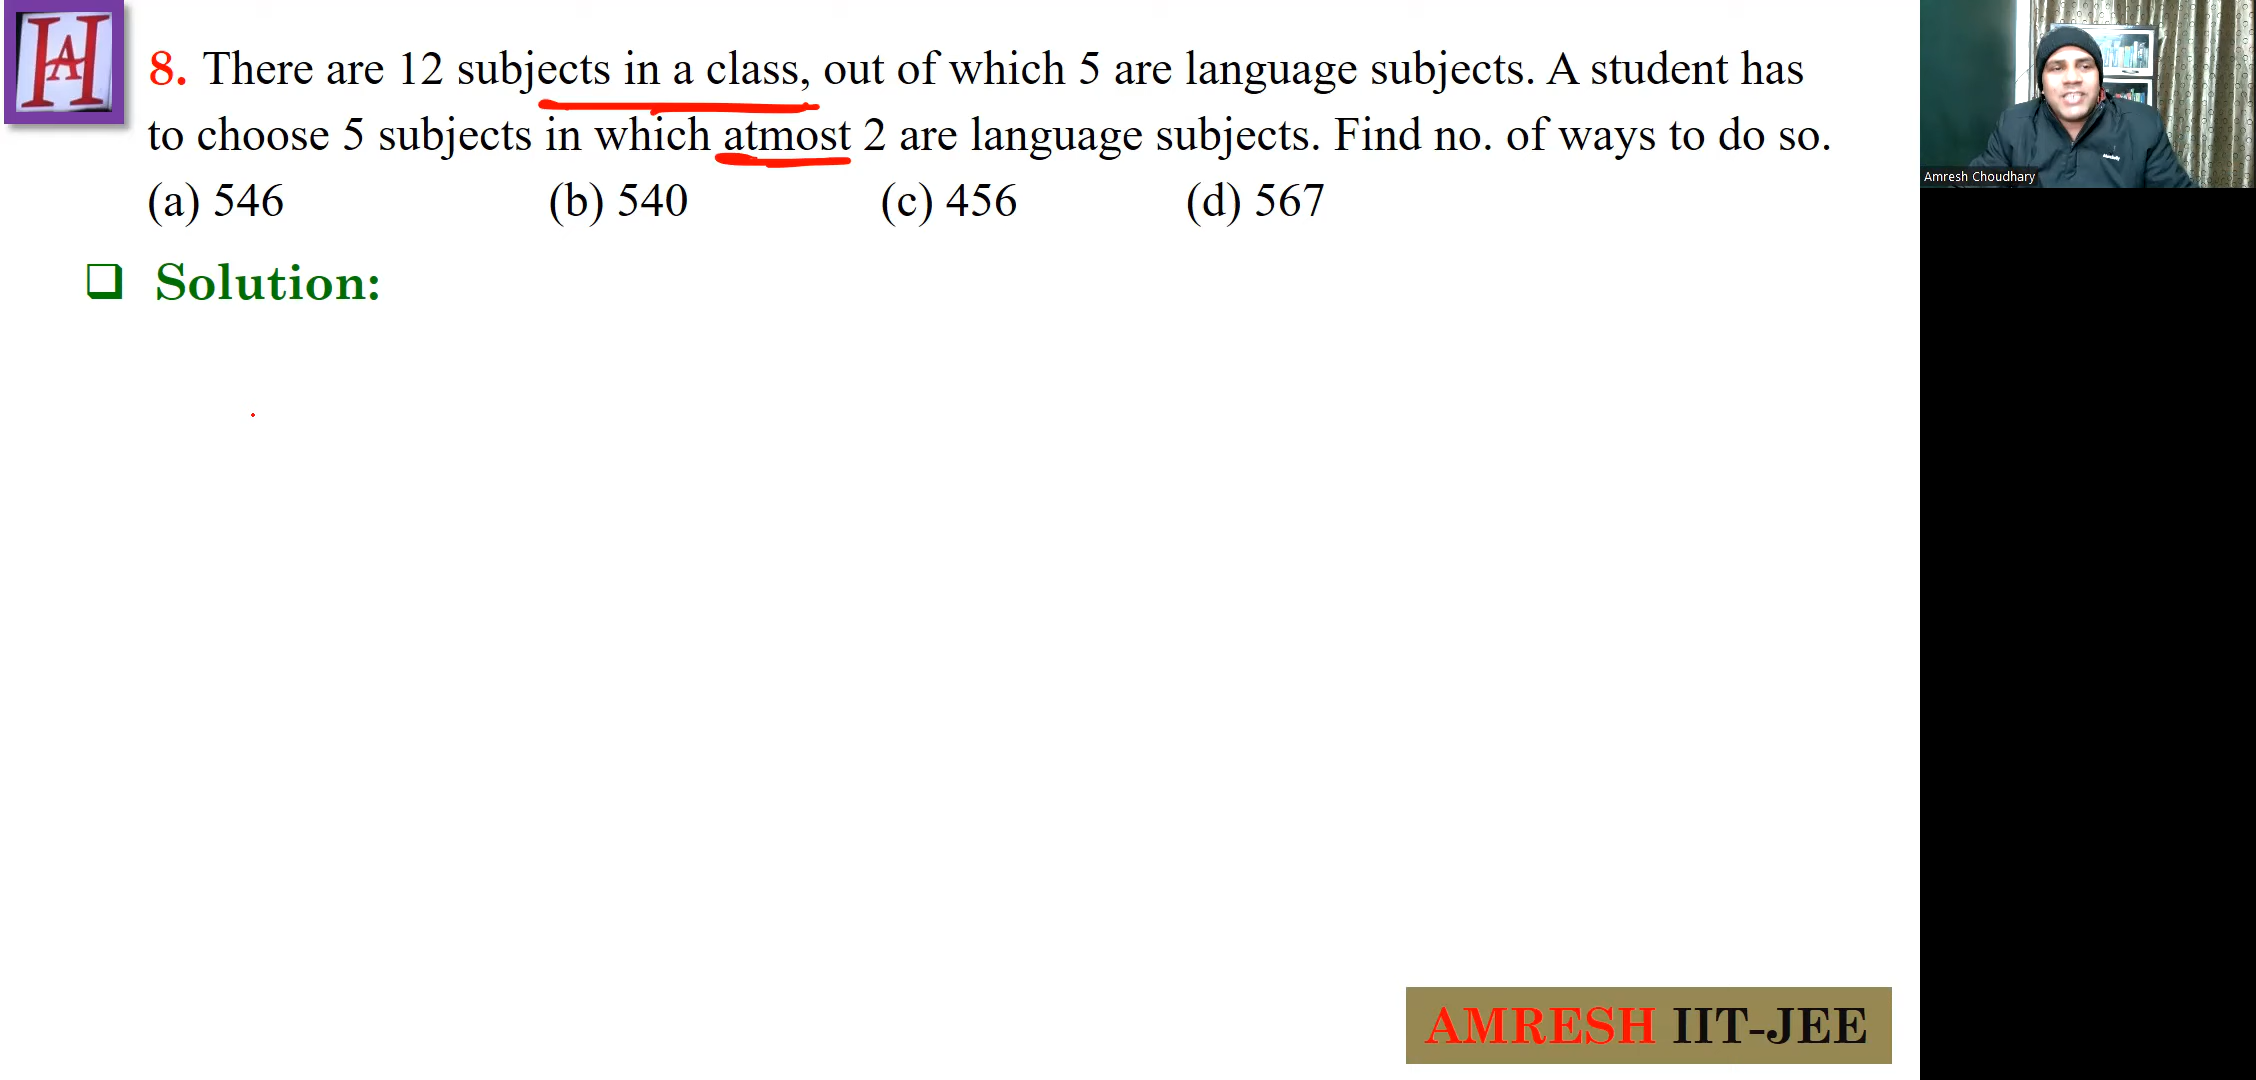 HA
8. There are 12 subjects in a class, out of which 5 are language subjects. A student has
to choose 5 subjects in which atmost 2 are language subjects. Find no. of ways to do so.
(a) 546 (b) 540 (c) 456 (d) 567
❑ Solution:
Amresh Choudhary
AMRESH IIT-JEE